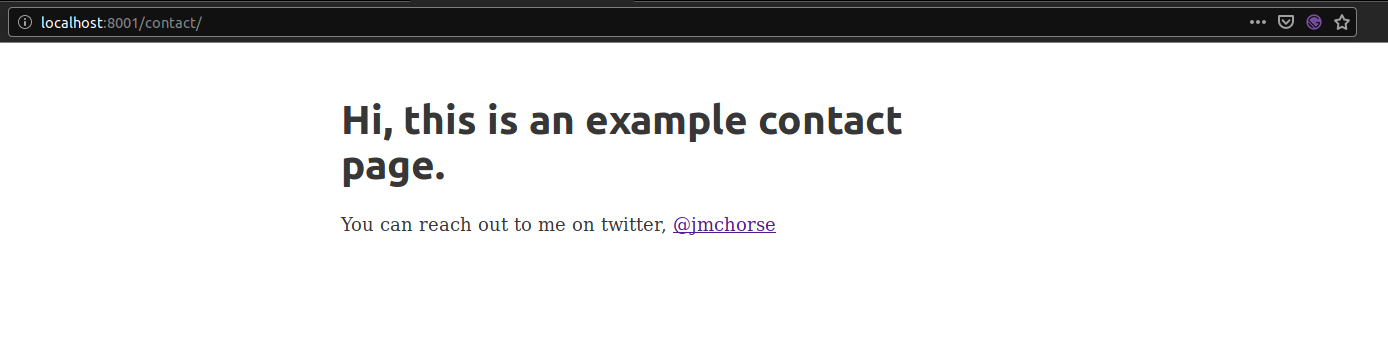 localhost:8001/contact/
Hi, this is an example contact
page.
You can reach out to me on twitter, @jmchorse